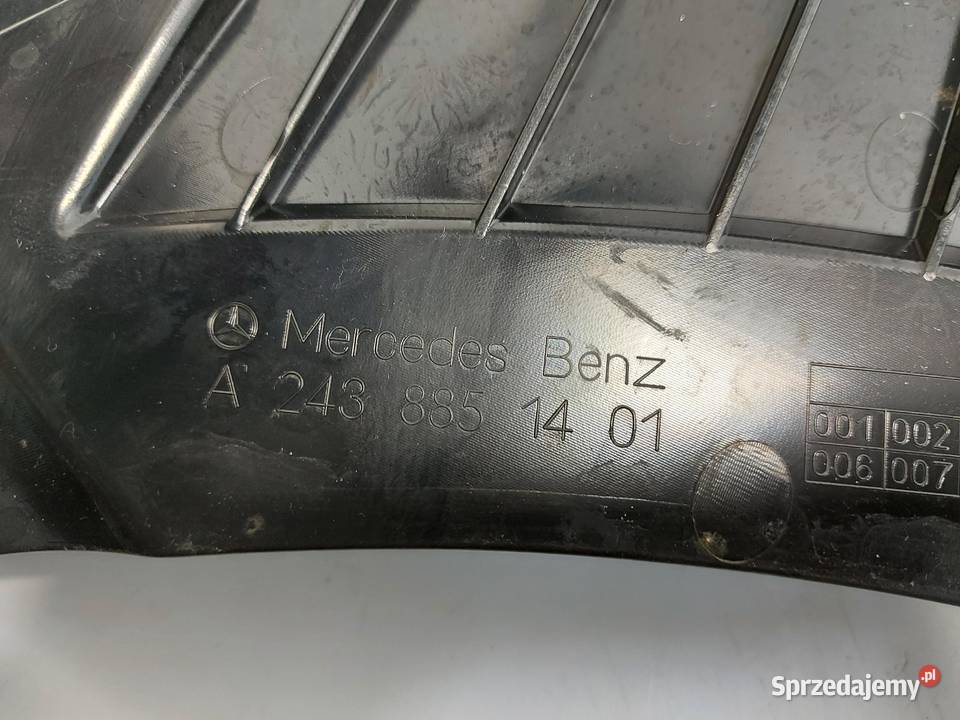 Mercedes Benz
A 243 885 14 01
001 002
006 007
Sprzedajemy.pl